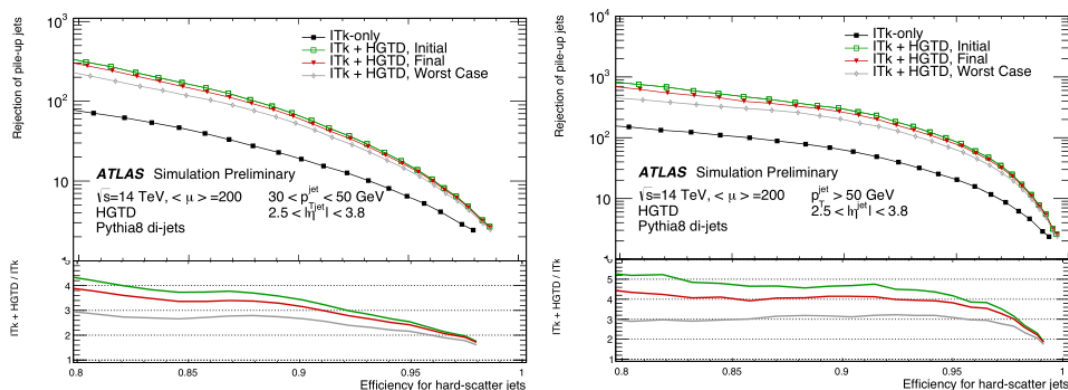 Rejection of pile-up jets
10³
10²
10
ITk-only
ITk + HGTD, Initial
ITk + HGTD, Final
ITk + HGTD, Worst Case
ATLAS Simulation Preliminary
√s=14 TeV, < μ > =200
30 < p_T^jet < 50 GeV
HGTD
2.5 < |η^jet| < 3.8
Pythia8 di-jets
ITk + HGTD / ITk
5
4
3
2
1
0.8 0.85 0.9 0.95 1
Efficiency for hard-scatter jets
Rejection of pile-up jets
10⁴
10³
10²
10
ITk-only
ITk + HGTD, Initial
ITk + HGTD, Final
ITk + HGTD, Worst Case
ATLAS Simulation Preliminary
√s=14 TeV, < μ > =200
p_T^jet > 50 GeV
HGTD
2.5 < |η^jet| < 3.8
Pythia8 di-jets
ITk + HGTD / ITk
5
4
3
2
1
0.8 0.85 0.9 0.95 1
Efficiency for hard-scatter jets